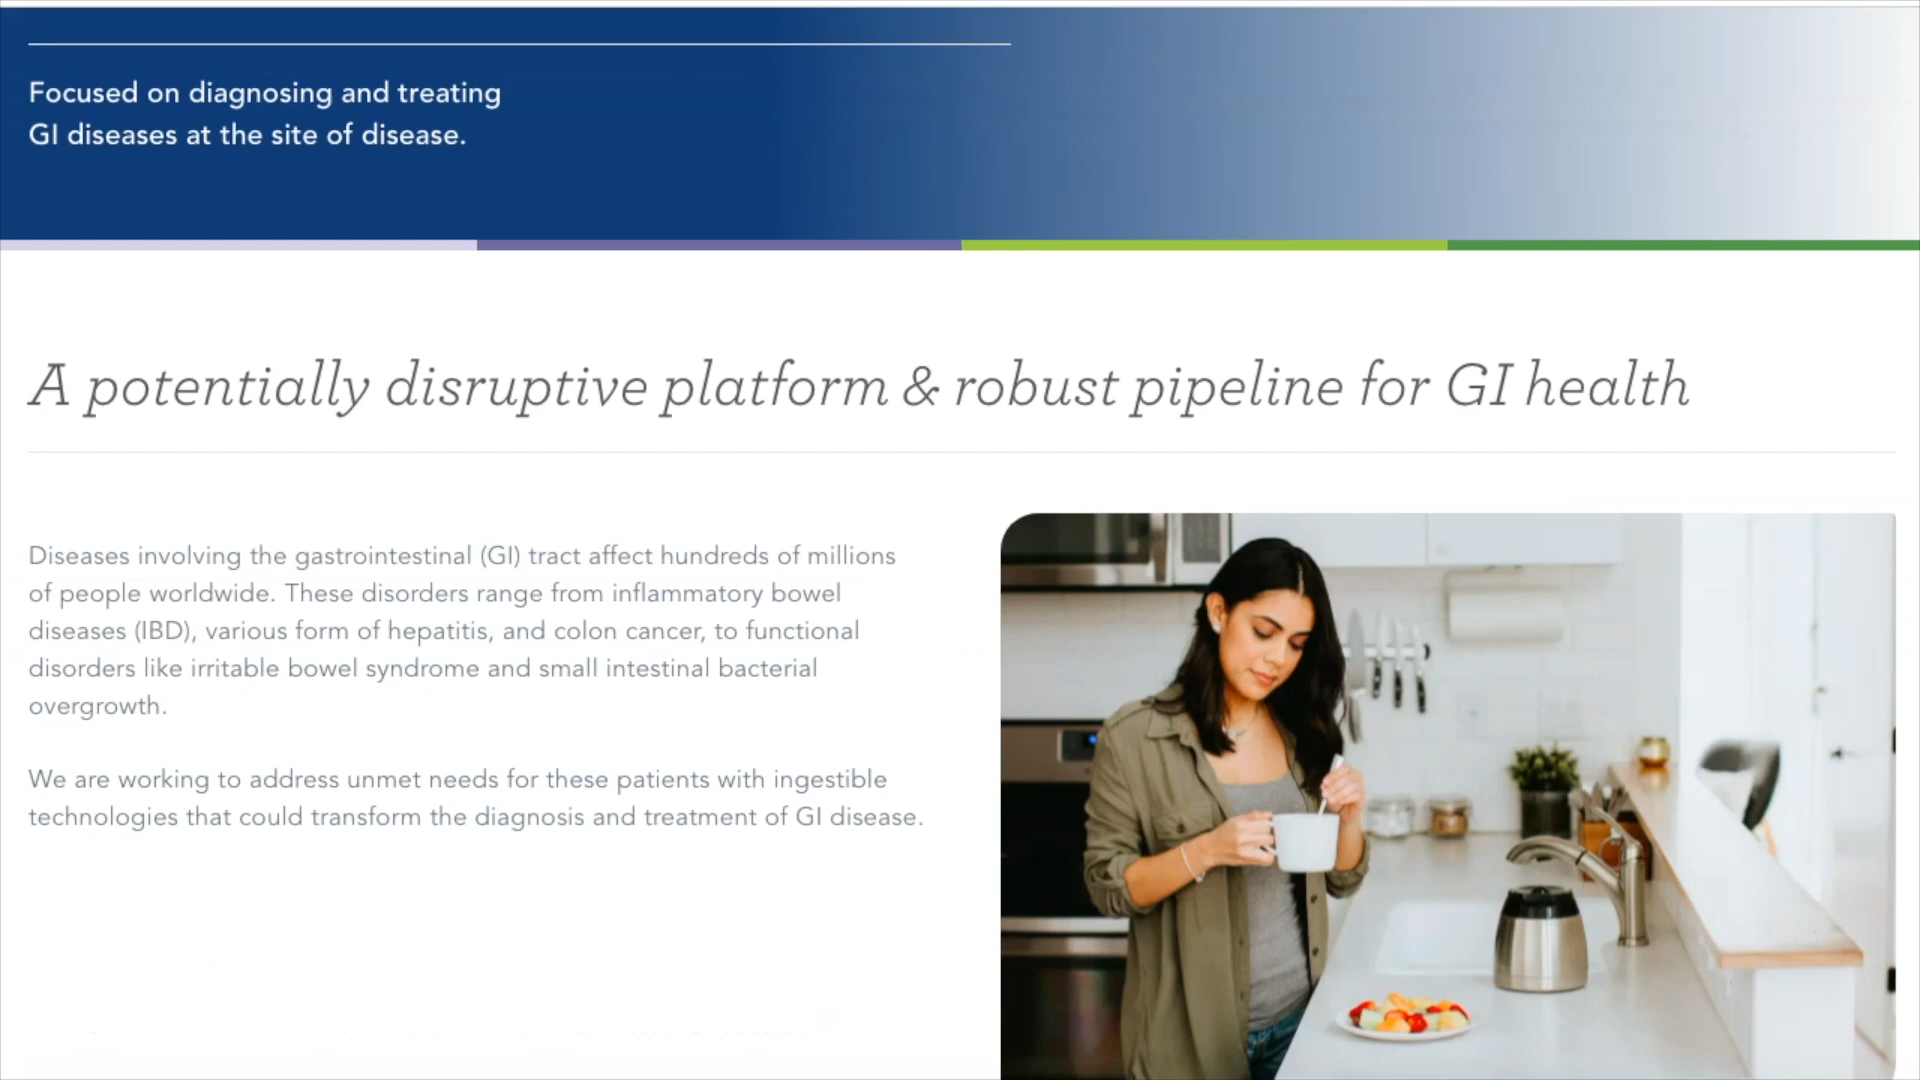 Focused on diagnosing and treating
GI diseases at the site of disease.
A potentially disruptive platform & robust pipeline for GI health
Diseases involving the gastrointestinal (GI) tract affect hundreds of millions
of people worldwide. These disorders range from inflammatory bowel
diseases (IBD), various form of hepatitis, and colon cancer, to functional
disorders like irritable bowel syndrome and small intestinal bacterial
overgrowth.
We are working to address unmet needs for these patients with ingestible
technologies that could transform the diagnosis and treatment of GI disease.